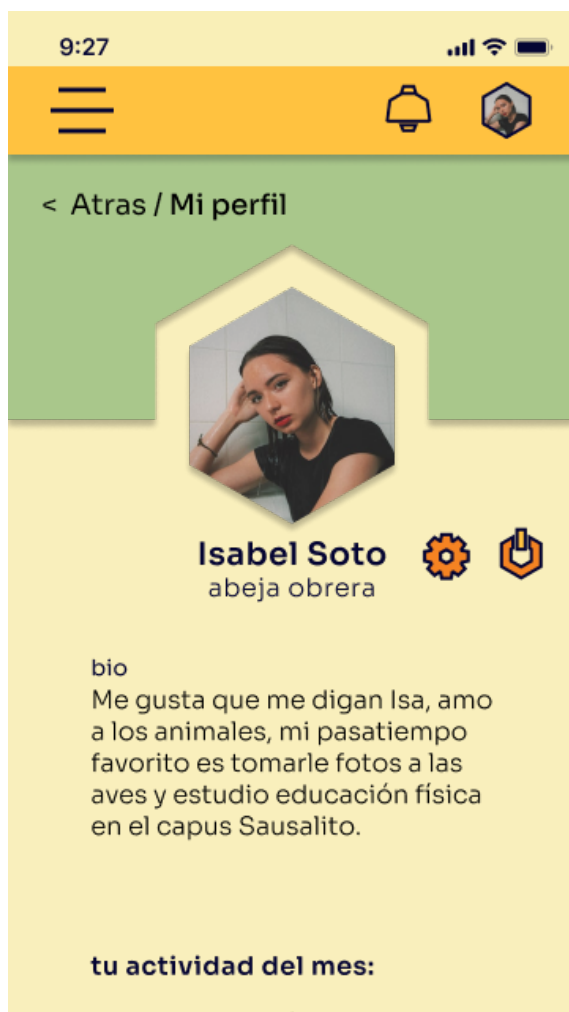 9:27
< Atras / Mi perfil
Isabel Soto
abeja obrera
bio
Me gusta que me digan Isa, amo
a los animales, mi pasatiempo
favorito es tomarle fotos a las
aves y estudio educación física
en el capus Sausalito.
tu actividad del mes: